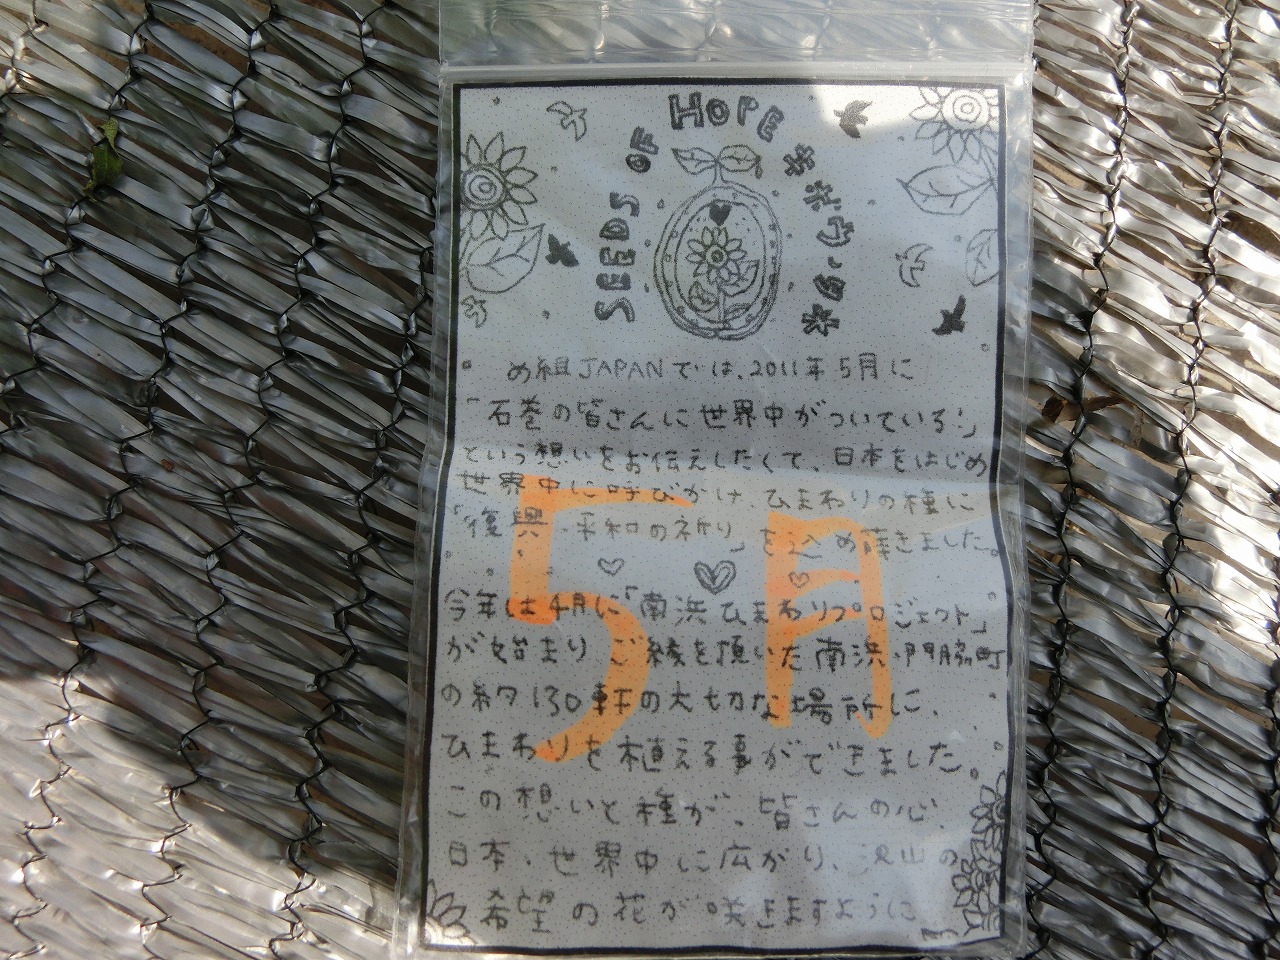 SEEDS OF HOPE
め組JAPANでは、2011年5月に
「石巻の皆さんに世界中がついている!」
という想いをお伝えしたくて、日本をはじめ
世界中に呼びかけ、ひまわりの種に
「復興・平和の祈り」を込め蒔きました。
今年は4月に「南浜ひまわりプロジェクト」
が始まりご縁を頂いた南浜・門脇町
の約130軒の大切な場所に、
ひまわりを植える事ができました。
この想いと種が、皆さんの心、
日本・世界中に広がり、沢山の
希望の花が咲きますように。
5月